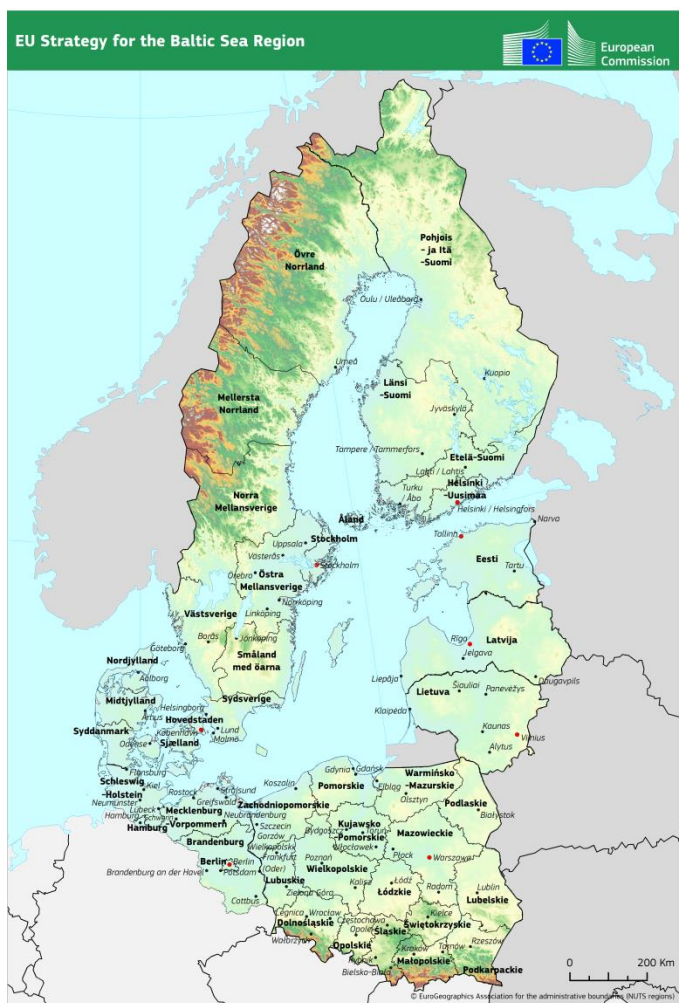 EU Strategy for the Baltic Sea Region
European
Commission
Övre
Norrland
Pohjois
- ja Itä
-Suomi
Oulu / Uleåborg
Umeå
Kuopio
Mellersta
Norrland
Länsi
-Suomi
Jyväskylä
Tampere / Tammerfors
Etelä-Suomi
Lahti / Lahtis
Norra
Mellansverige
Helsinki
-Uusimaa
Turku
/ Åbo
Helsinki / Helsingfors
Åland
Stockholm
Uppsala
Tallinn
Narva
Västerås
Stockholm
Eesti
Örebro
Östra
Mellansverige
Tartu
Norrköping
Linköping
Västsverige
Borås
Jönköping
Göteborg
Småland
med öarna
Rīga
Latvija
Jelgava
Nordjylland
Aalborg
Liepāja
Daugavpils
Midtjylland
Århus
Sydsverige
Helsingborg
Lietuva
Šiauliai
Panevėžys
Klaipėda
Hovedstaden
Syddanmark
København
Lund
Malmö
Odense
Sjælland
Kaunas
Vilnius
Alytus
Flensburg
Schleswig
-Holstein
Kiel
Neumünster
Lübeck
Hamburg
Schwerin
Hamburg
Rostock
Stralsund
Greifswald
Mecklenburg
-Vorpommern
Neubrandenburg
Koszalin
Gdynia
Gdańsk
Pomorskie
Elbląg
Warmińsko
-Mazurskie
Olsztyn
Zachodniopomorskie
Podlaskie
Białystok
Szczecin
Gorzów
Wielkopolski
Kujawsko
-Pomorskie
Bydgoszcz
Toruń
Włocławek
Mazowieckie
Płock
Brandenburg
Frankfurt
(Oder)
Poznań
Wielkopolskie
Warszawa
Berlin
Berlin
Potsdam
Brandenburg an der Havel
Lubuskie
Zielona Góra
Kalisz
Łódź
Łódzkie
Radom
Lublin
Lubelskie
Cottbus
Legnica
Wrocław
Dolnośląskie
Wałbrzych
Częstochowa
Opole
Opolskie
Śląskie
Kielce
Świętokrzyskie
Rybnik
Bielsko-Biała
Kraków
Małopolskie
Tarnów
Rzeszów
Podkarpackie
0 200 Km
© EuroGeographics Association for the administrative boundaries (NUTS regions)